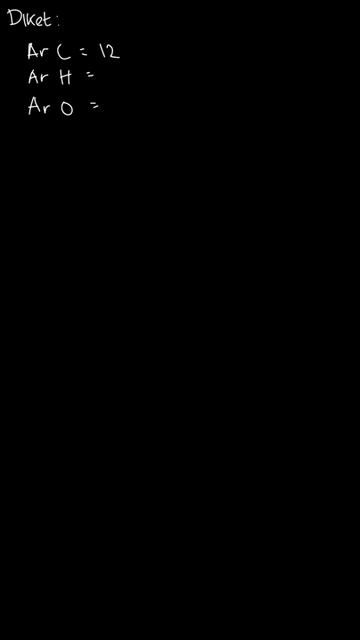 Diket:
Ar C = 12
Ar H =
Ar O =